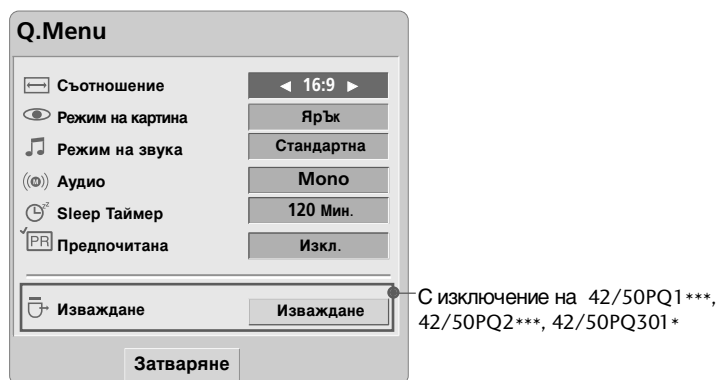 Q.Menu
Съотношение ◄ 16:9 ►
Режим на картина ЯрЪк
Режим на звука Стандартна
Аудио Mono
Sleep Таймер 120 Мин.
PR Предпочитана Изкл.
Изваждане Изваждане
Затваряне
С изключение на 42/50PQ1***,
42/50PQ2***, 42/50PQ301*